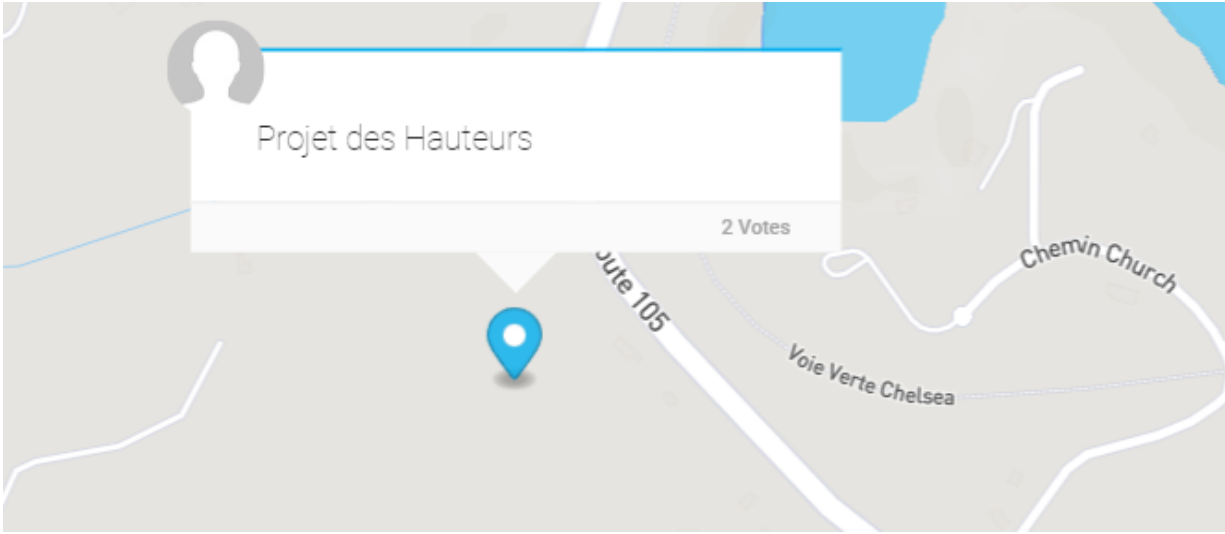 Projet des Hauteurs
2 Votes
oute 105
Chemin Church
Voie Verte Chelsea